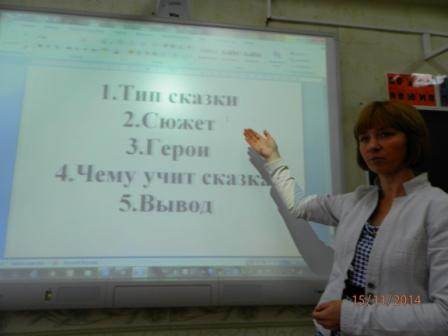 1.Тип сказки
2.Сюжет
3.Герои
4.Чему учит сказка
5.Вывод
15/11/2014